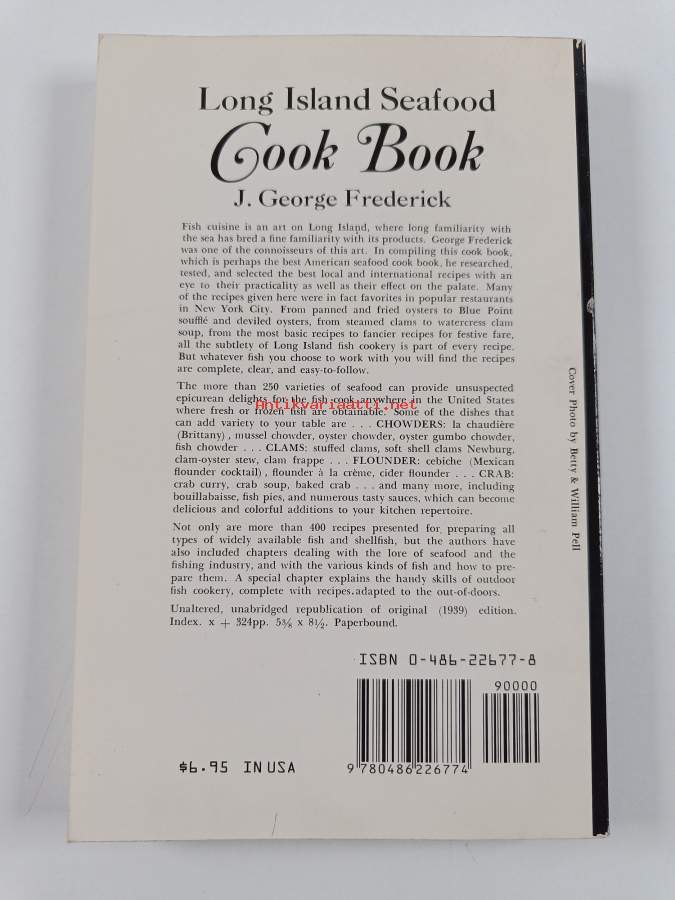 Long Island Seafood
Cook Book
J. George Frederick
Fish cuisine is an art on Long Island, where long familiarity with
the sea has bred a fine familiarity with its products. George Frederick
was one of the connoisseurs of this art. In compiling this cook book,
which is perhaps the best American seafood cook book, he researched,
tested, and selected the best local and international recipes with an
eye to their practicality as well as their effect on the palate. Many
of the recipes given here were in fact favorites in popular restaurants
in New York City. From panned and fried oysters to Blue Point
soufflé and deviled oysters, from steamed clams to watercress clam
soup, from the most basic recipes to fancier recipes for festive fare,
all the subtlety of Long Island fish cookery is part of every recipe.
But whatever fish you choose to work with you will find the recipes
are complete, clear, and easy-to-follow.
The more than 250 varieties of seafood can provide unsuspected
epicurean delights for the fish cook anywhere in the United States
where fresh or frozen fish are obtainable. Some of the dishes that
can add variety to your table are . . . CHOWDERS: la chaudière
(Brittany), mussel chowder, oyster chowder, oyster gumbo chowder,
fish chowder . . . CLAMS: stuffed clams, soft shell clams Newburg,
clam-oyster stew, clam frappe . . . FLOUNDER: cebiche (Mexican
flounder cocktail), flounder à la crème, cider flounder . . . CRAB:
crab curry, crab soup, baked crab . . . and many more, including
bouillabaisse, fish pies, and numerous tasty sauces, which can become
delicious and colorful additions to your kitchen repertoire.
Not only are more than 400 recipes presented for preparing all
types of widely available fish and shellfish, but the authors have
also included chapters dealing with the lore of seafood and the
fishing industry, and with the various kinds of fish and how to pre-
pare them. A special chapter explains the handy skills of outdoor
fish cookery, complete with recipes adapted to the out-of-doors.
Unaltered, unabridged republication of original (1939) edition.
Index. x + 324pp. 5⅜ x 8½. Paperbound.
ISBN 0-486-22677-8
90000
$6.95 IN USA
9 780486 226774
Cover Photo by Betty & William Pell
Antikvariaatti.net